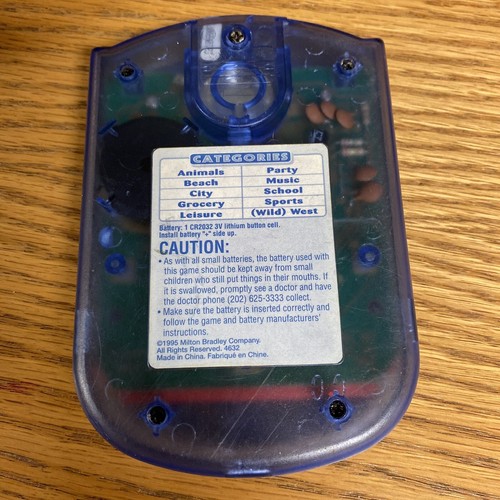 CATEGORIES
Animals Party
Beach Music
City School
Grocery Sports
Leisure (Wild) West
Battery: 1 CR2032 3V lithium button cell.
Install battery "+" side up.
CAUTION:
• As with all small batteries, the battery used with
this game should be kept away from small
children who still put things in their mouths. If
it is swallowed, promptly see a doctor and have
the doctor phone (202) 625-3333 collect.
• Make sure the battery is inserted correctly and
follow the game and battery manufacturers'
instructions.
©1995 Milton Bradley Company.
All Rights Reserved. 4632
Made in China. Fabriqué en Chine.